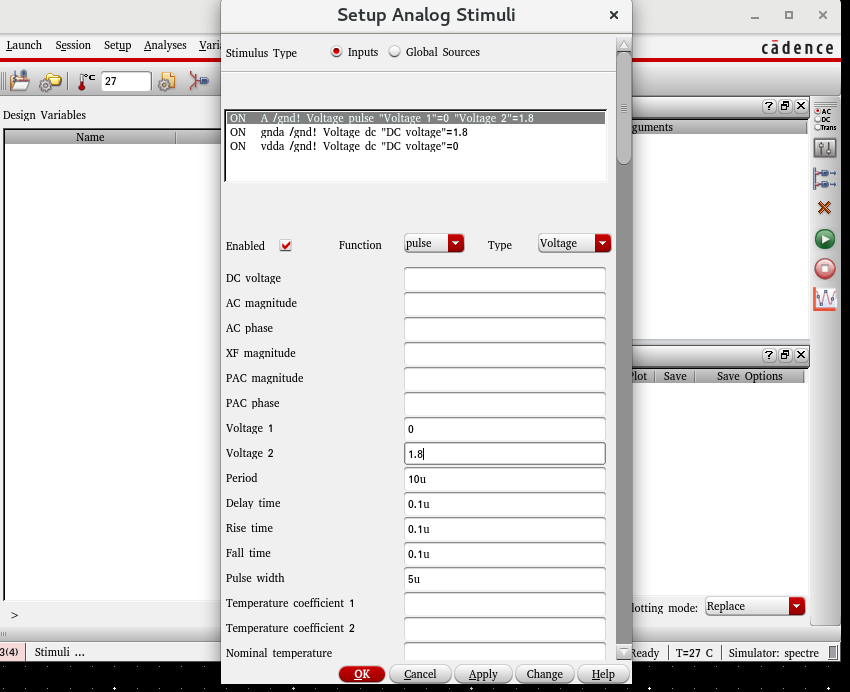 Setup Analog Stimuli
Launch Session Setup Analyses
cādence
Stimulus Type Inputs Global Sources
°C 27
Design Variables
Name
ON A /gnd! Voltage pulse "Voltage 1"=0 "Voltage 2"=1.8
ON gnda /gnd! Voltage dc "DC voltage"=1.8
ON vdda /gnd! Voltage dc "DC voltage"=0
AC
DC
Trans
Enabled Function pulse Type Voltage
DC voltage
AC magnitude
AC phase
XF magnitude
PAC magnitude
PAC phase
Save Save Options
Voltage 1 0
Voltage 2 1.8
Period 10u
Delay time 0.1u
Rise time 0.1u
Fall time 0.1u
Pulse width 5u
Temperature coefficient 1
Temperature coefficient 2
Nominal temperature
mode: Replace
>
3(4) Stimuli ...
T=27 C Simulator: spectre
OK Cancel Apply Change Help